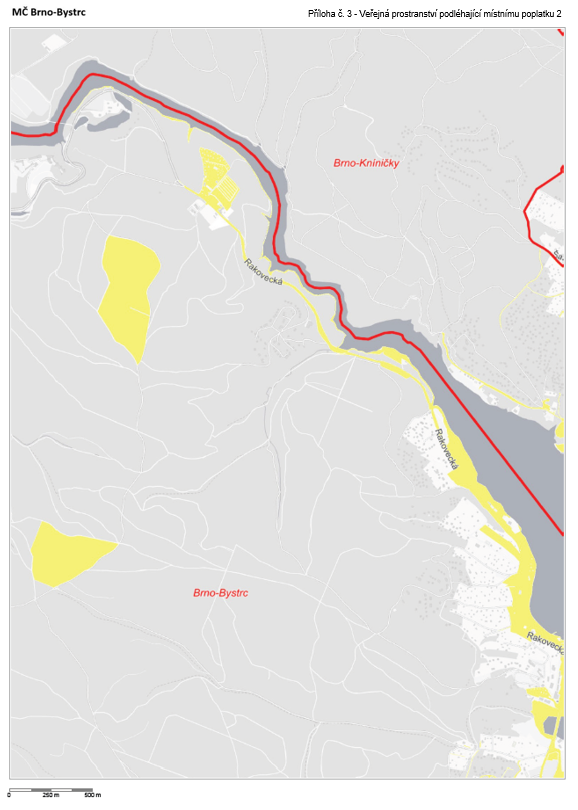 MČ Brno-Bystrc
Příloha č. 3 - Veřejná prostranství podléhající místnímu poplatku 2
Brno-Kníničky
Rakovecká
Rakovecká
Brno-Bystrc
Rakovecká
0 250 m 500 m